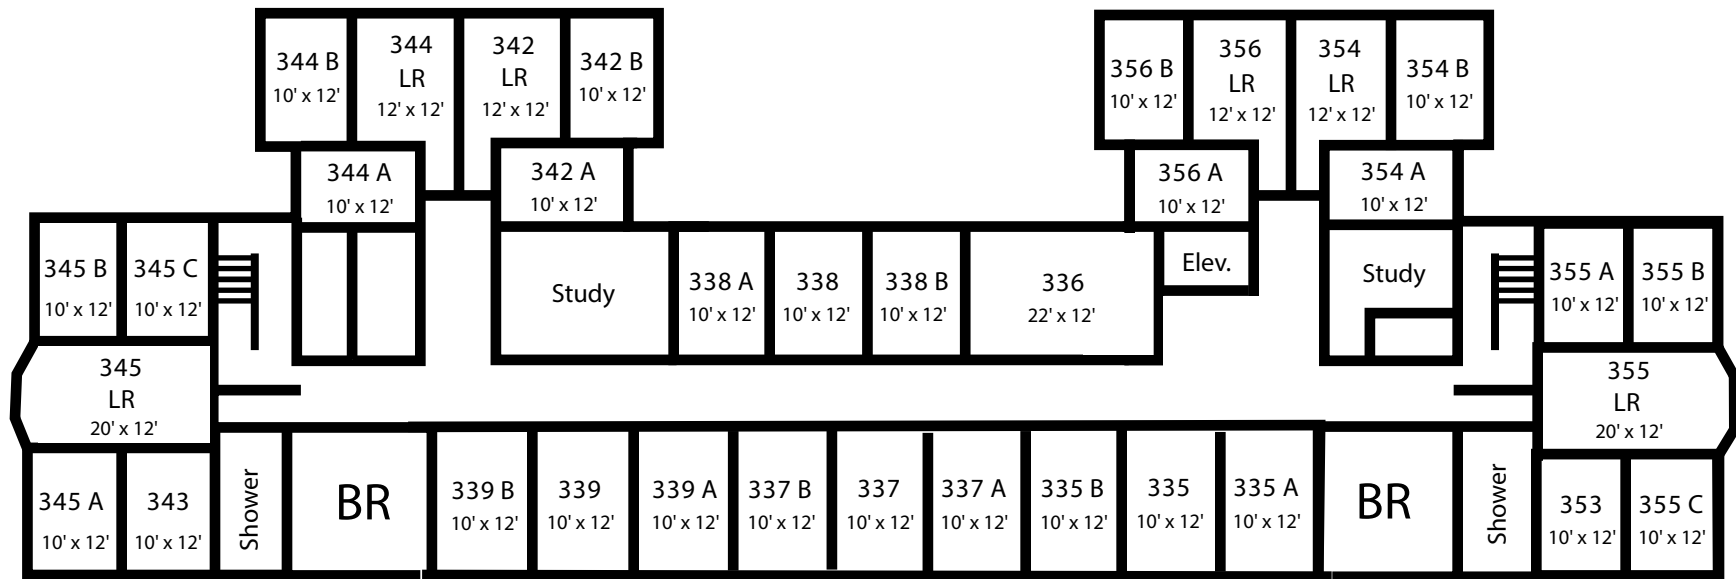 344 B
10' x 12'
344
LR
12' x 12'
342
LR
12' x 12'
342 B
10' x 12'
356 B
10' x 12'
356
LR
12' x 12'
354
LR
12' x 12'
354 B
10' x 12'
344 A
10' x 12'
342 A
10' x 12'
356 A
10' x 12'
354 A
10' x 12'
345 B
10' x 12'
345 C
10' x 12'
Study
338 A
10' x 12'
338
10' x 12'
338 B
10' x 12'
336
22' x 12'
Elev.
Study
355 A
10' x 12'
355 B
10' x 12'
345
LR
20' x 12'
355
LR
20' x 12'
345 A
10' x 12'
343
10' x 12'
Shower
BR
339 B
10' x 12'
339
10' x 12'
339 A
10' x 12'
337 B
10' x 12'
337
10' x 12'
337 A
10' x 12'
335 B
10' x 12'
335
10' x 12'
335 A
10' x 12'
BR
Shower
353
10' x 12'
355 C
10' x 12'